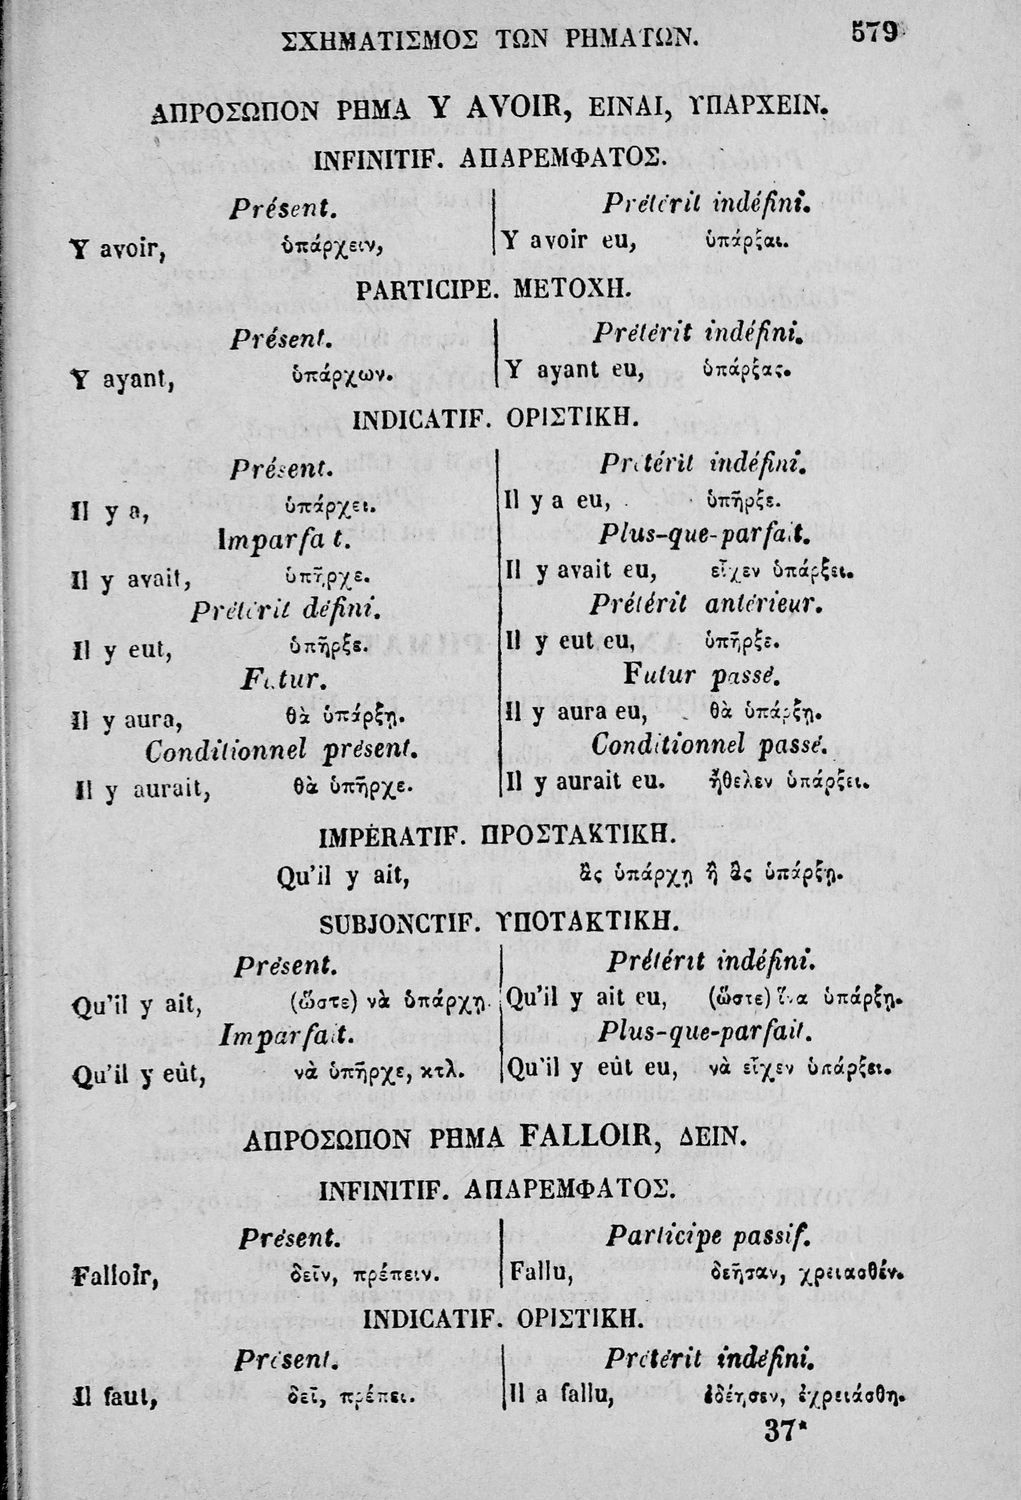 ΣΧΗΜΑΤΙΣΜΟΣ ΤΩΝ ΡΗΜΑΤΩΝ. 579
ΑΠΡΟΣΩΠΟΝ ΡΗΜΑ Y AVOIR, ΕΙΝΑΙ, ΥΠΑΡΧΕΙΝ.
INFINITIF. ΑΠΑΡΕΜΦΑΤΟΣ.
Présent. Prétérit indéfini.
Y avoir, ὑπάρχειν, Y avoir eu, ὑπάρξαι.
PARTICIPE. ΜΕΤΟΧΗ.
Présent. Prétérit indéfini.
Y ayant, ὑπάρχων. Y ayant eu, ὑπάρξας.
INDICATIF. ΟΡΙΣΤΙΚΗ.
Présent. Prétérit indéfini.
Il y a, ὑπάρχει. Il y a eu, ὑπῆρξε.
Imparfait. Plus-que-parfait.
Il y avait, ὑπῆρχε. Il y avait eu, εἶχεν ὑπάρξει.
Prétérit défini. Prétérit antérieur.
Il y eut, ὑπῆρξε. Il y eut eu, ὑπῆρξε.
Futur. Futur passé.
Il y aura, θὰ ὑπάρξῃ. Il y aura eu, θὰ ὑπάρξῃ.
Conditionnel présent. Conditionnel passé.
Il y aurait, θὰ ὑπῆρχε. Il y aurait eu. ἤθελεν ὑπάρξει.
IMPÉRATIF. ΠΡΟΣΤΑΚΤΙΚΗ.
Qu'il y ait, ἂς ὑπάρχῃ ἢ ἂς ὑπάρξῃ.
SUBJONCTIF. ΥΠΟΤΑΚΤΙΚΗ.
Présent. Prétérit indéfini.
Qu'il y ait, (ὥστε) νὰ ὑπάρχῃ. Qu'il y ait eu, (ὥστε) ἵνα ὑπάρξῃ.
Imparfait. Plus-que-parfait.
Qu'il y eût, νὰ ὑπῆρχε, κτλ. Qu'il y eût eu, νὰ εἶχεν ὑπάρξει.
ΑΠΡΟΣΩΠΟΝ ΡΗΜΑ FALLOIR, ΔΕΙΝ.
INFINITIF. ΑΠΑΡΕΜΦΑΤΟΣ.
Présent. Participe passif.
Falloir, δεῖν, πρέπειν. Fallu, δεῆσαν, χρειασθέν.
INDICATIF. ΟΡΙΣΤΙΚΗ.
Présent. Prétérit indéfini.
Il faut, δεῖ, πρέπει. Il a fallu, ἐδέησεν, ἐχρειάσθη.
37*